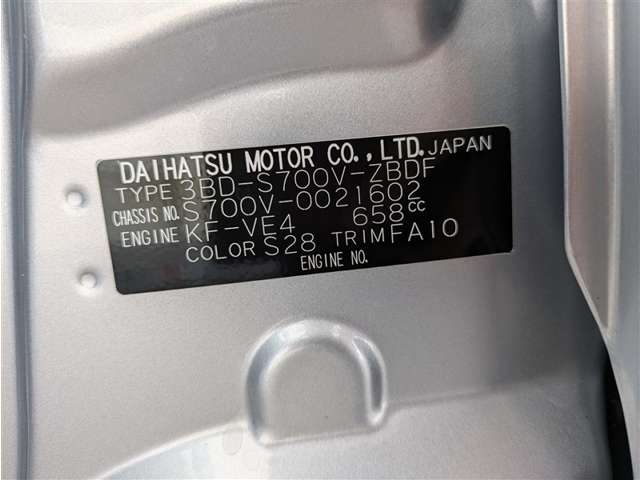 DAIHATSU MOTOR CO., LTD. JAPAN
TYPE 3BD-S700V-ZBDF
CHASSIS NO. S700V-0021602
ENGINE KF-VE4 658cc
COLOR S28 TRIM FA10
ENGINE NO.